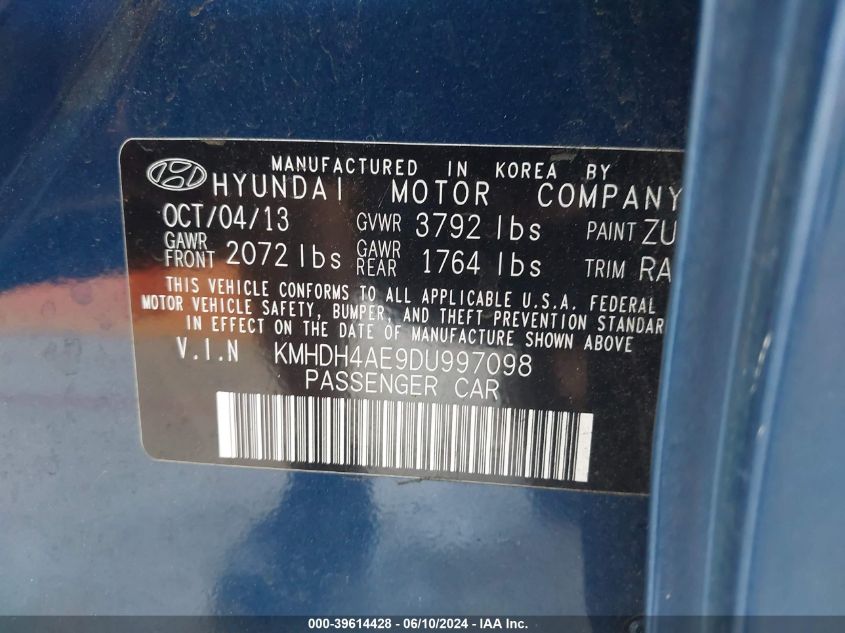 MANUFACTURED IN KOREA BY
HYUNDAI MOTOR COMPANY
OCT/04/13 GVWR 3792 lbs PAINT ZU
GAWR FRONT 2072 lbs GAWR REAR 1764 lbs TRIM RA
THIS VEHICLE CONFORMS TO ALL APPLICABLE U.S.A. FEDERAL
MOTOR VEHICLE SAFETY, BUMPER, AND THEFT PREVENTION STANDAR
IN EFFECT ON THE DATE OF MANUFACTURE SHOWN ABOVE
V.I.N KMHDH4AE9DU997098
PASSENGER CAR
000-39614428 - 06/10/2024 - IAA Inc.